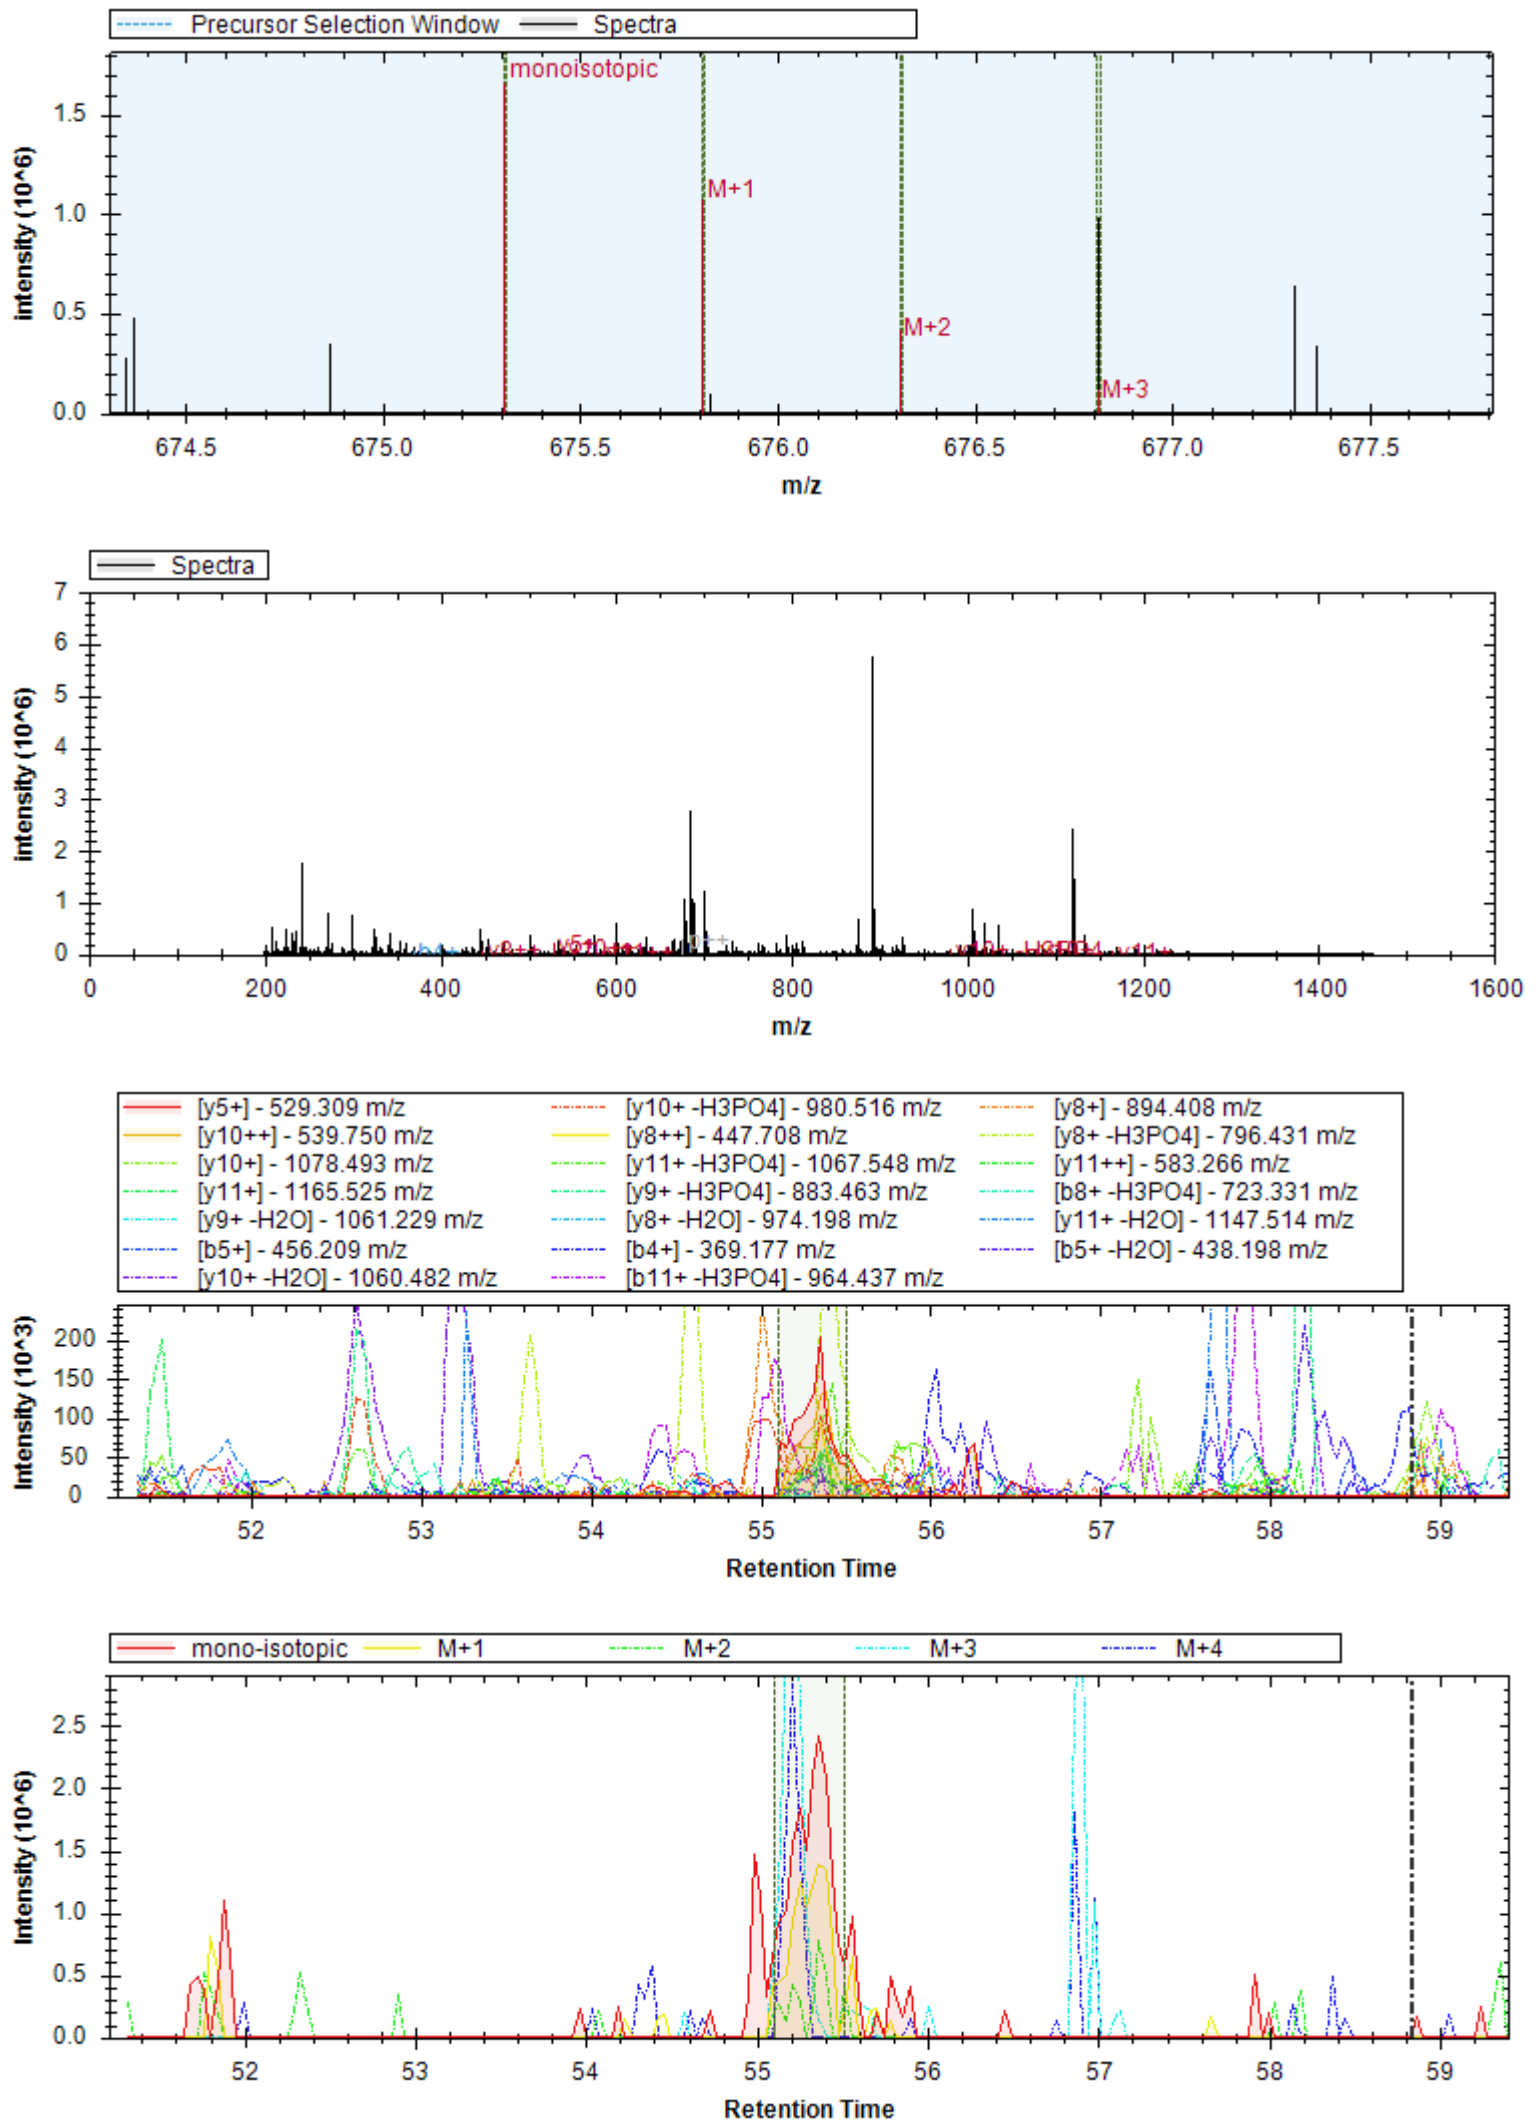 Precursor Selection Window Spectra
monoisotopic
1.5
M+1
1.0
0.5
M+2
M+3
0.0
674.5 675.0 675.5 676.0 676.5 677.0 677.5
m/z
intensity (10^6)
Spectra
7
6
5
4
3
2
1
0
0 200 400 600 800 1000 1200 1400 1600
m/z
intensity (10^6)
[y5+] - 529.309 m/z [y10+ -H3PO4] - 980.516 m/z [y8+] - 894.408 m/z
[y10++] - 539.750 m/z [y8++] - 447.708 m/z [y8+ -H3PO4] - 796.431 m/z
[y10+] - 1078.493 m/z [y11+ -H3PO4] - 1067.548 m/z [y11++] - 583.266 m/z
[y11+] - 1165.525 m/z [y9+ -H3PO4] - 883.463 m/z [b8+ -H3PO4] - 723.331 m/z
[y9+ -H2O] - 1061.229 m/z [y8+ -H2O] - 974.198 m/z [y11+ -H2O] - 1147.514 m/z
[b5+] - 456.209 m/z [b4+] - 369.177 m/z [b5+ -H2O] - 438.198 m/z
[y10+ -H2O] - 1060.482 m/z [b11+ -H3PO4] - 964.437 m/z
200
150
100
50
0
52 53 54 55 56 57 58 59
Retention Time
Intensity (10^3)
mono-isotopic M+1 M+2 M+3 M+4
2.5
2.0
1.5
1.0
0.5
0.0
52 53 54 55 56 57 58 59
Retention Time
Intensity (10^6)